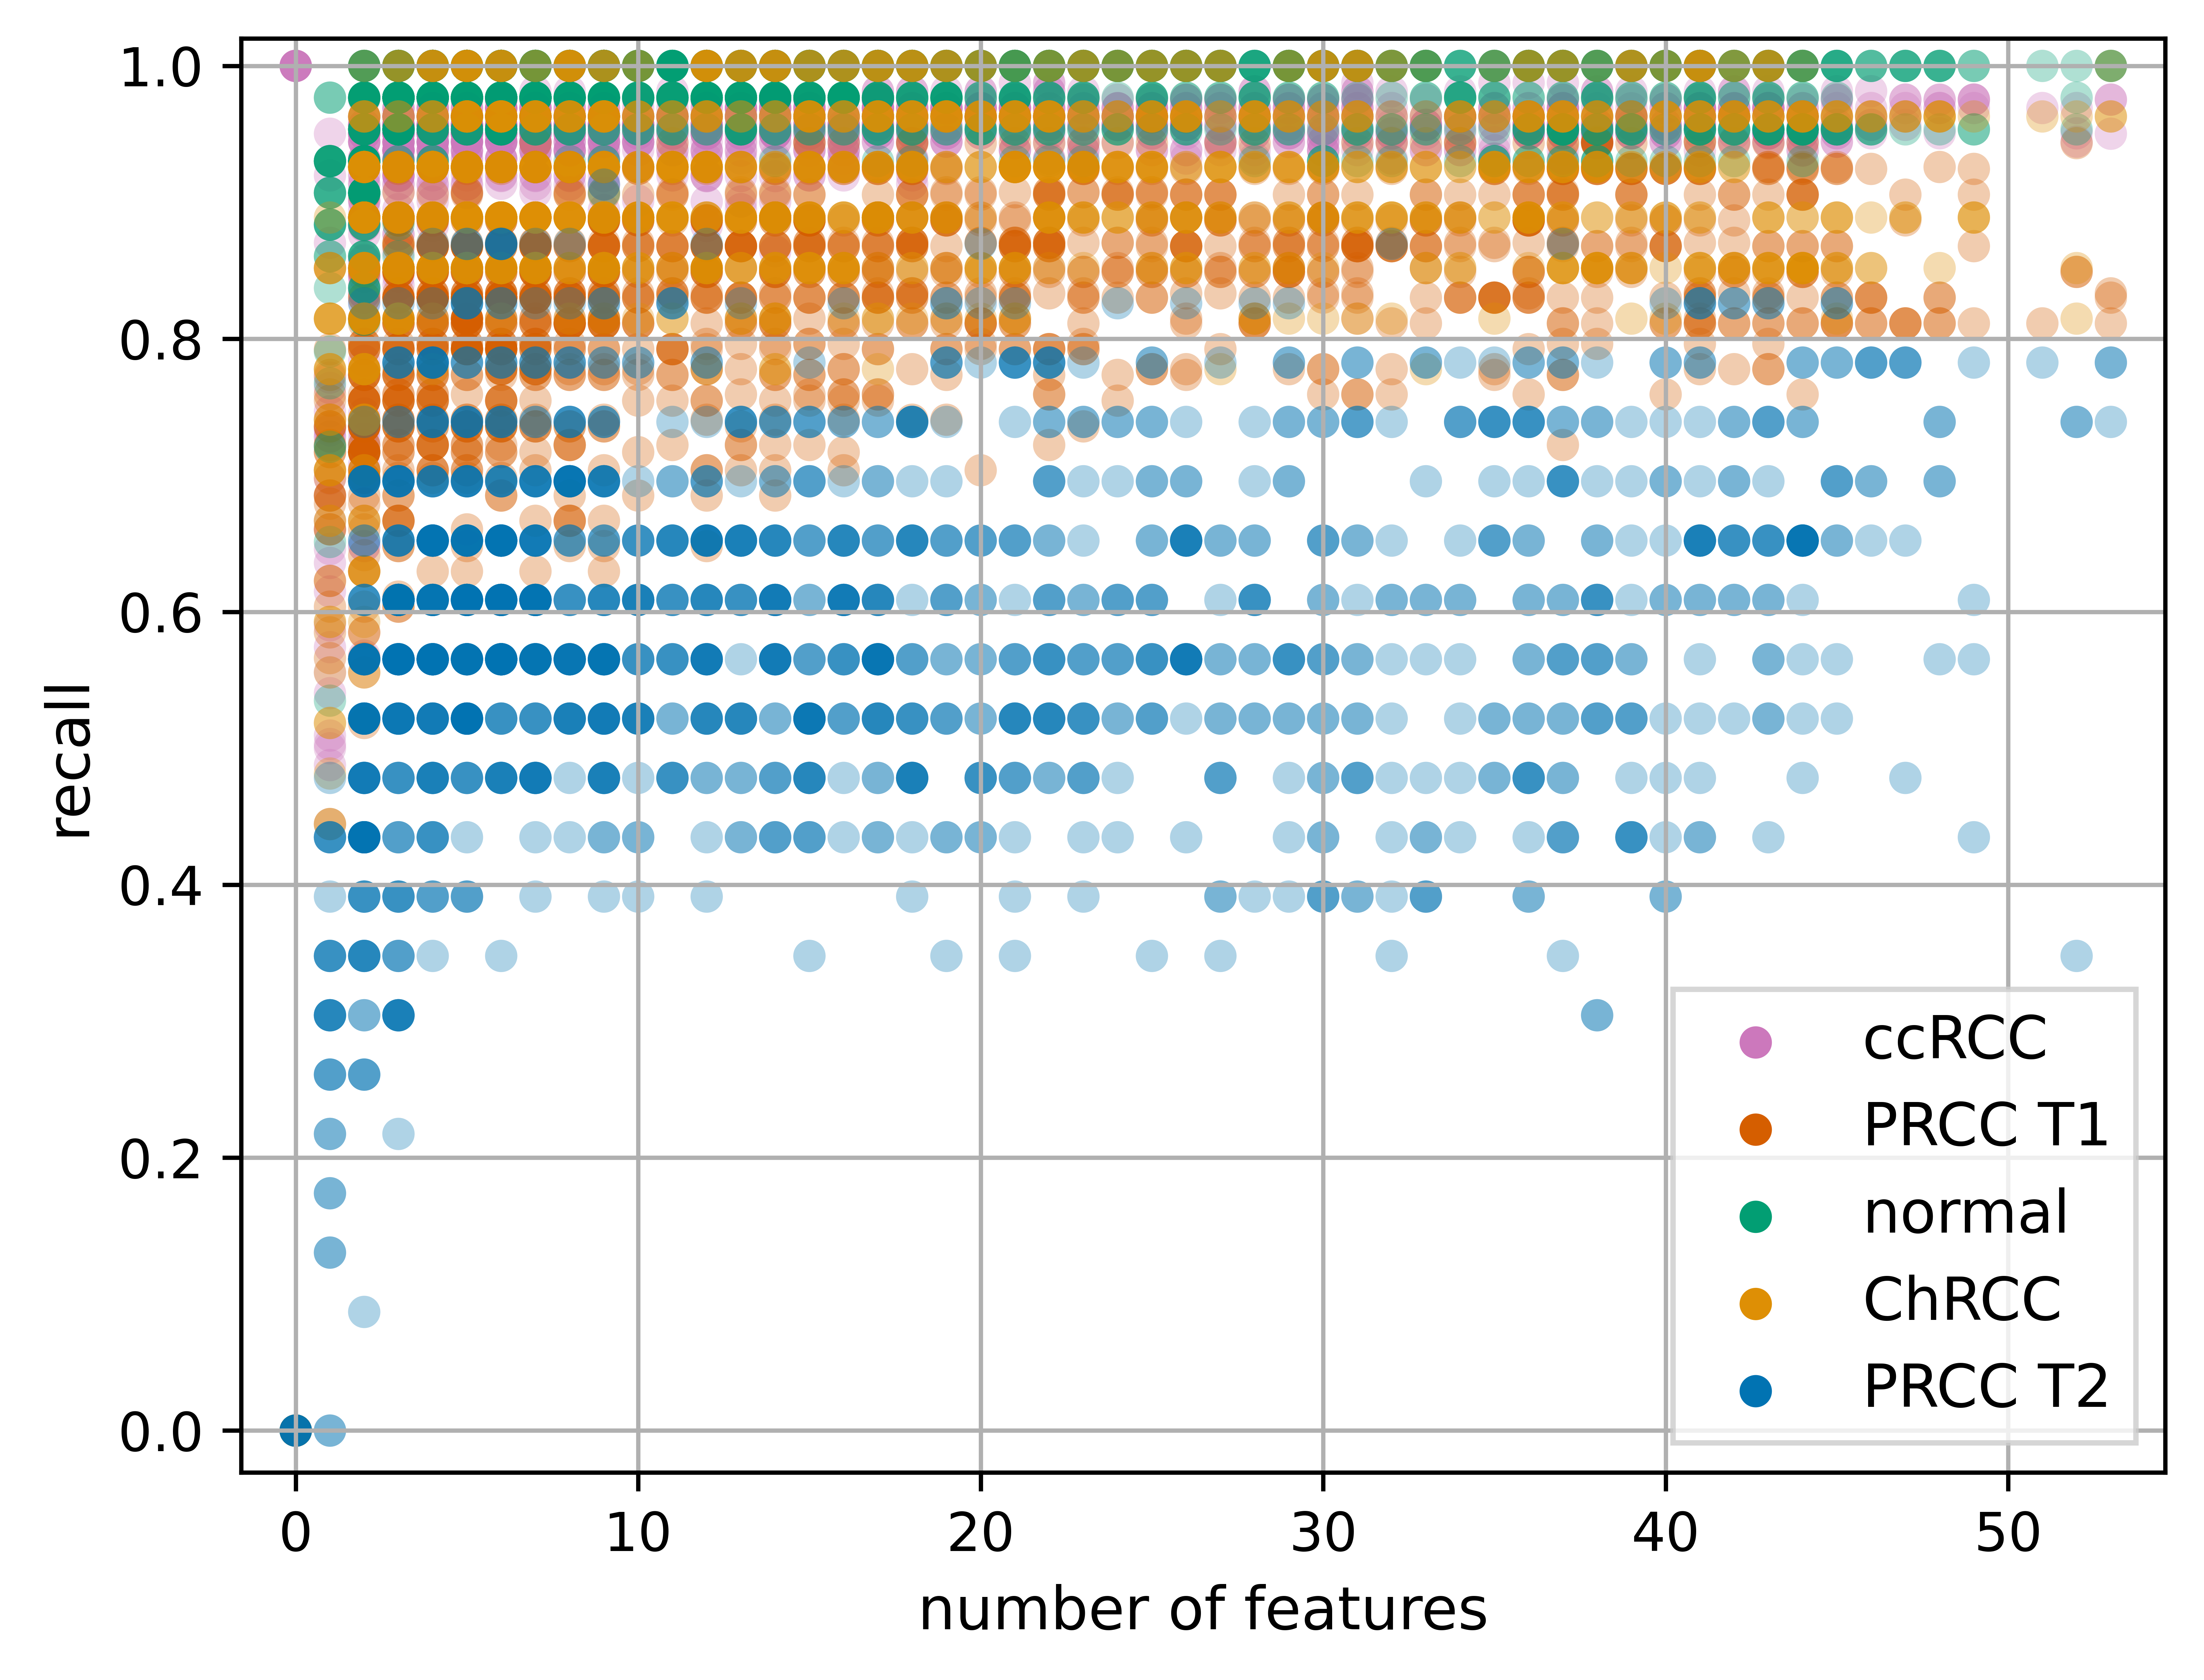 1.0
0.8
0.6
0.4
0.2
0.0
recall
0 10 20 30 40 50
number of features
ccRCC
PRCC T1
normal
ChRCC
PRCC T2